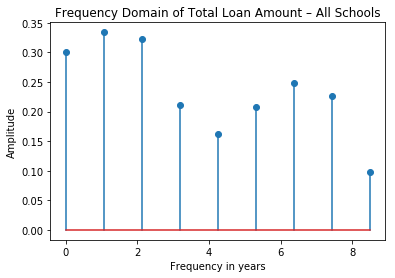 Frequency Domain of Total Loan Amount – All Schools
0.35
0.30
0.25
0.20
0.15
0.10
0.05
0.00
Amplitude
0 2 4 6 8
Frequency in years